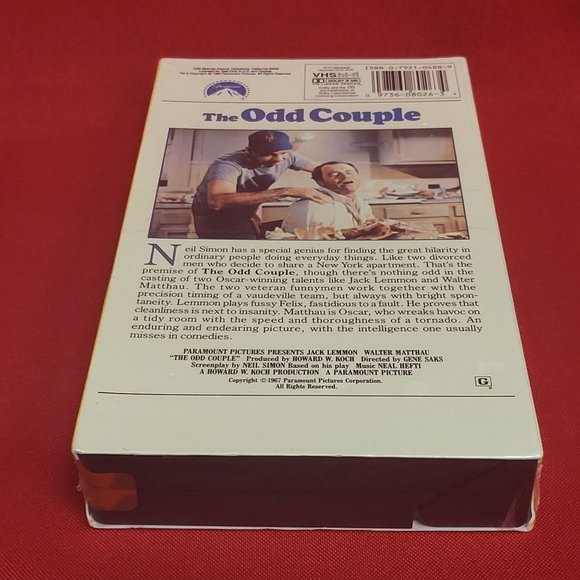 Paramount
VHS
ISBN 0-7921-0488-9
0 9736-08026-3 4
The Odd Couple
Neil Simon has a special genius for finding the great hilarity in
ordinary people doing everyday things. Like two divorced
men who decide to share a New York apartment. That's the
premise of The Odd Couple, though there's nothing odd in the
casting of two Oscar-winning talents like Jack Lemmon and Walter
Matthau. The two veteran funnymen work together with the
precision timing of a vaudeville team, but always with bright spon-
taneity. Lemmon plays fussy Felix, fastidious to a fault. He proves that
cleanliness is next to insanity. Matthau is Oscar, who wreaks havoc on
a tidy room with the speed and thoroughness of a tornado. An
enduring and endearing picture, with the intelligence one usually
misses in comedies.
PARAMOUNT PICTURES PRESENTS JACK LEMMON WALTER MATTHAU
"THE ODD COUPLE" Produced by HOWARD W. KOCH Directed by GENE SAKS
Screenplay by NEIL SIMON Based on his play Music NEAL HEFTI
A HOWARD W. KOCH PRODUCTION A PARAMOUNT PICTURE
Copyright ©1967 Paramount Pictures Corporation.
All Rights Reserved.
G